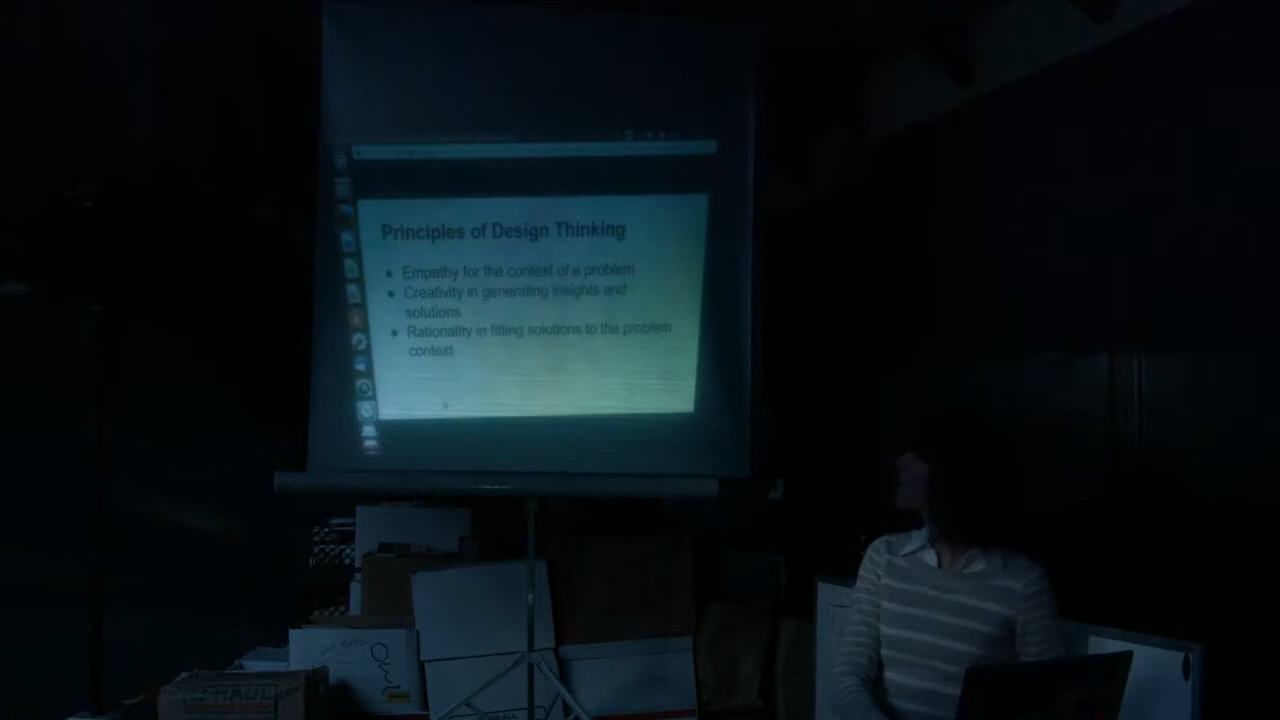 Principles of Design Thinking
● Empathy for the context of a problem
● Creativity in generating insights and
solutions
● Rationality in fitting solutions to the problem
context
U-HAUL